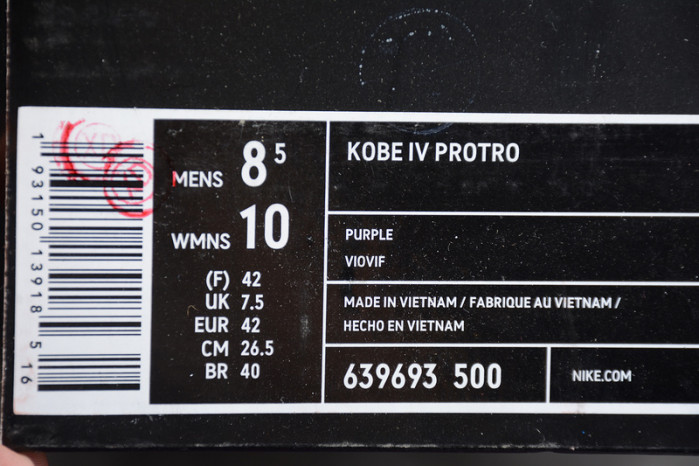 1 93150 13918 5 16
MENS 8 5
WMNS 10
(F) 42
UK 7.5
EUR 42
CM 26.5
BR 40
KOBE IV PROTRO
PURPLE
VIOVIF
MADE IN VIETNAM / FABRIQUE AU VIETNAM /
HECHO EN VIETNAM
639693 500
NIKE.COM